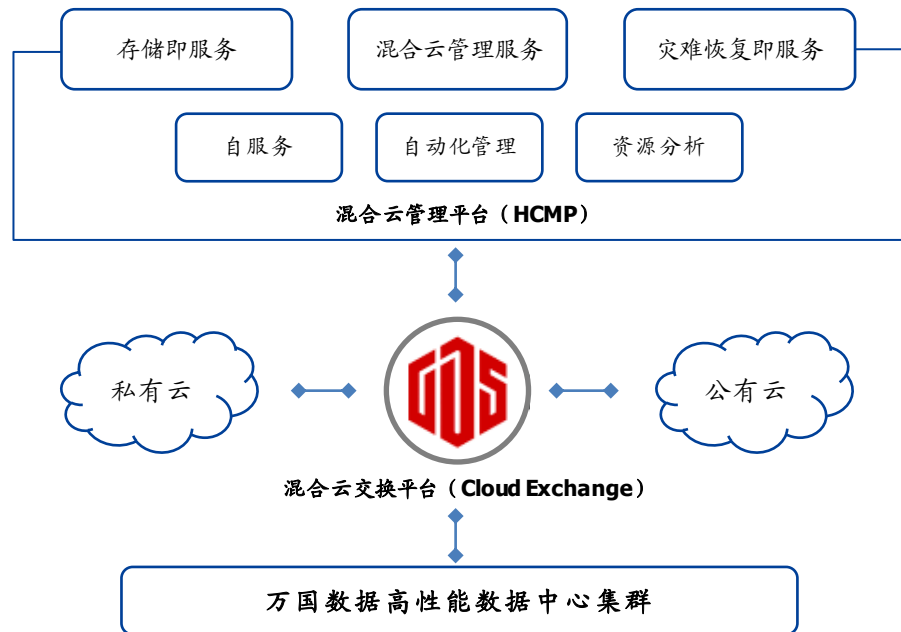 存储即服务
混合云管理服务
灾难恢复即服务
自服务
自动化管理
资源分析
混合云管理平台（HCMP）
私有云
GDS
公有云
混合云交换平台（Cloud Exchange）
万国数据高性能数据中心集群